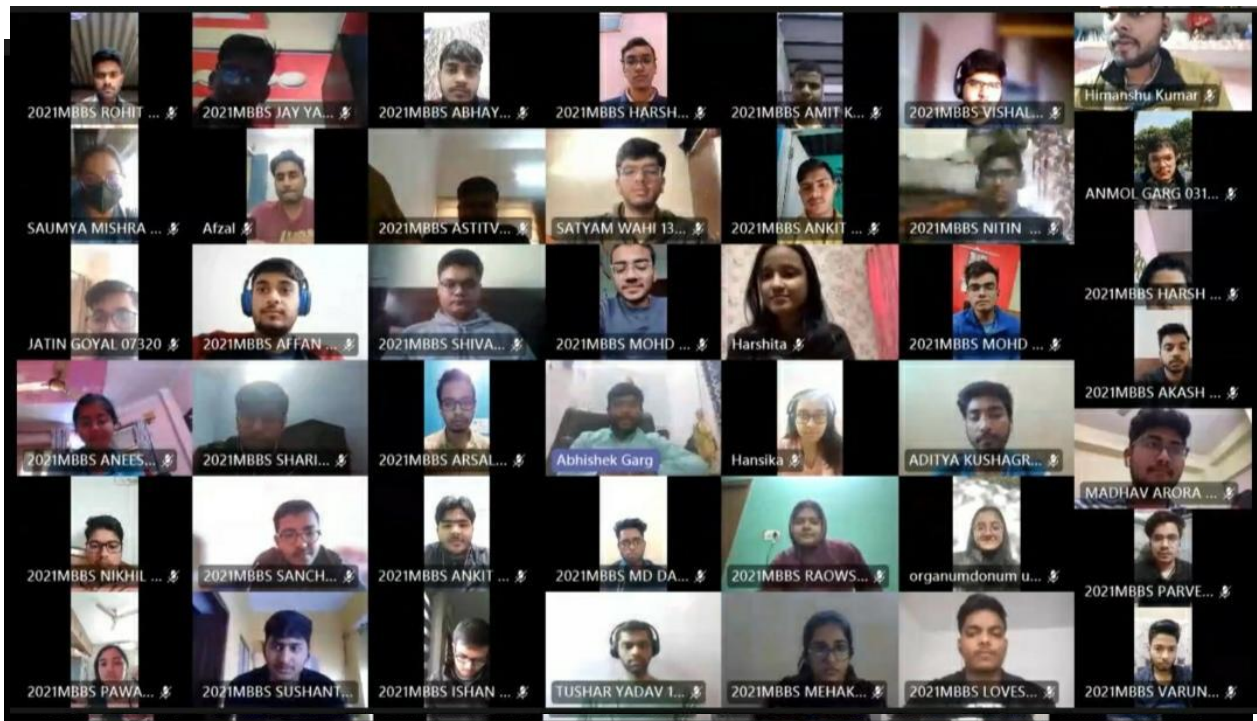 2021MBBS ROHIT ...
2021MBBS JAY YA...
2021MBBS ABHAY...
2021MBBS HARSH...
2021MBBS AMIT K...
2021MBBS VISHAL...
Himanshu Kumar
SAUMYA MISHRA ...
Afzal
2021MBBS ASTITV...
SATYAM WAHI 13...
2021MBBS ANKIT ...
2021MBBS NITIN ...
ANMOL GARG 031...
2021MBBS HARSH ...
JATIN GOYAL 07320
2021MBBS AFFAN ...
2021MBBS SHIVA...
2021MBBS MOHD ...
Harshita
2021MBBS MOHD ...
2021MBBS AKASH ...
2021MBBS ANEES...
2021MBBS SHARI...
2021MBBS ARSAL...
Abhishek Garg
Hansika
ADITYA KUSHAGR...
MADHAV ARORA ...
2021MBBS NIKHIL ...
2021MBBS SANCH...
2021MBBS ANKIT ...
2021MBBS MD DA...
2021MBBS RAOWS...
organumdonum u...
2021MBBS PARVE...
2021MBBS PAWA...
2021MBBS SUSHANT...
2021MBBS ISHAN ...
TUSHAR YADAV 1...
2021MBBS MEHAK...
2021MBBS LOVES...
2021MBBS VARUN...